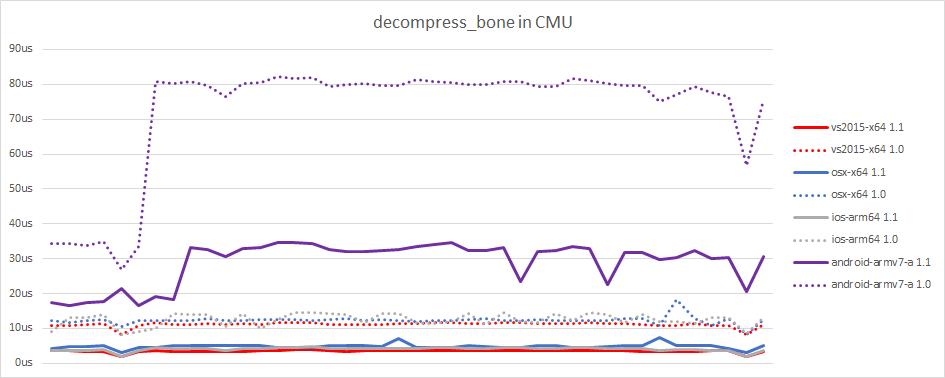 decompress_bone in CMU
90us
80us
70us
60us
50us
40us
30us
20us
10us
0us
vs2015-x64 1.1
vs2015-x64 1.0
osx-x64 1.1
osx-x64 1.0
ios-arm64 1.1
ios-arm64 1.0
android-armv7-a 1.1
android-armv7-a 1.0